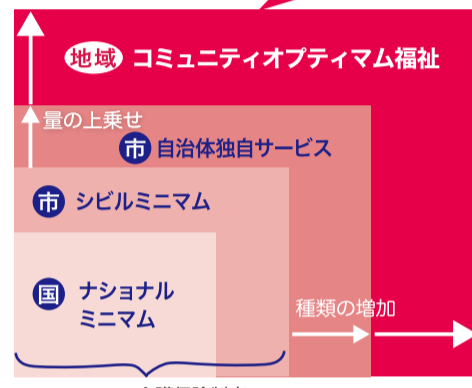 地域 コミュニティオプティマム福祉
量の上乗せ
市 自治体独自サービス
市 シビルミニマム
国 ナショナル
ミニマム
種類の増加